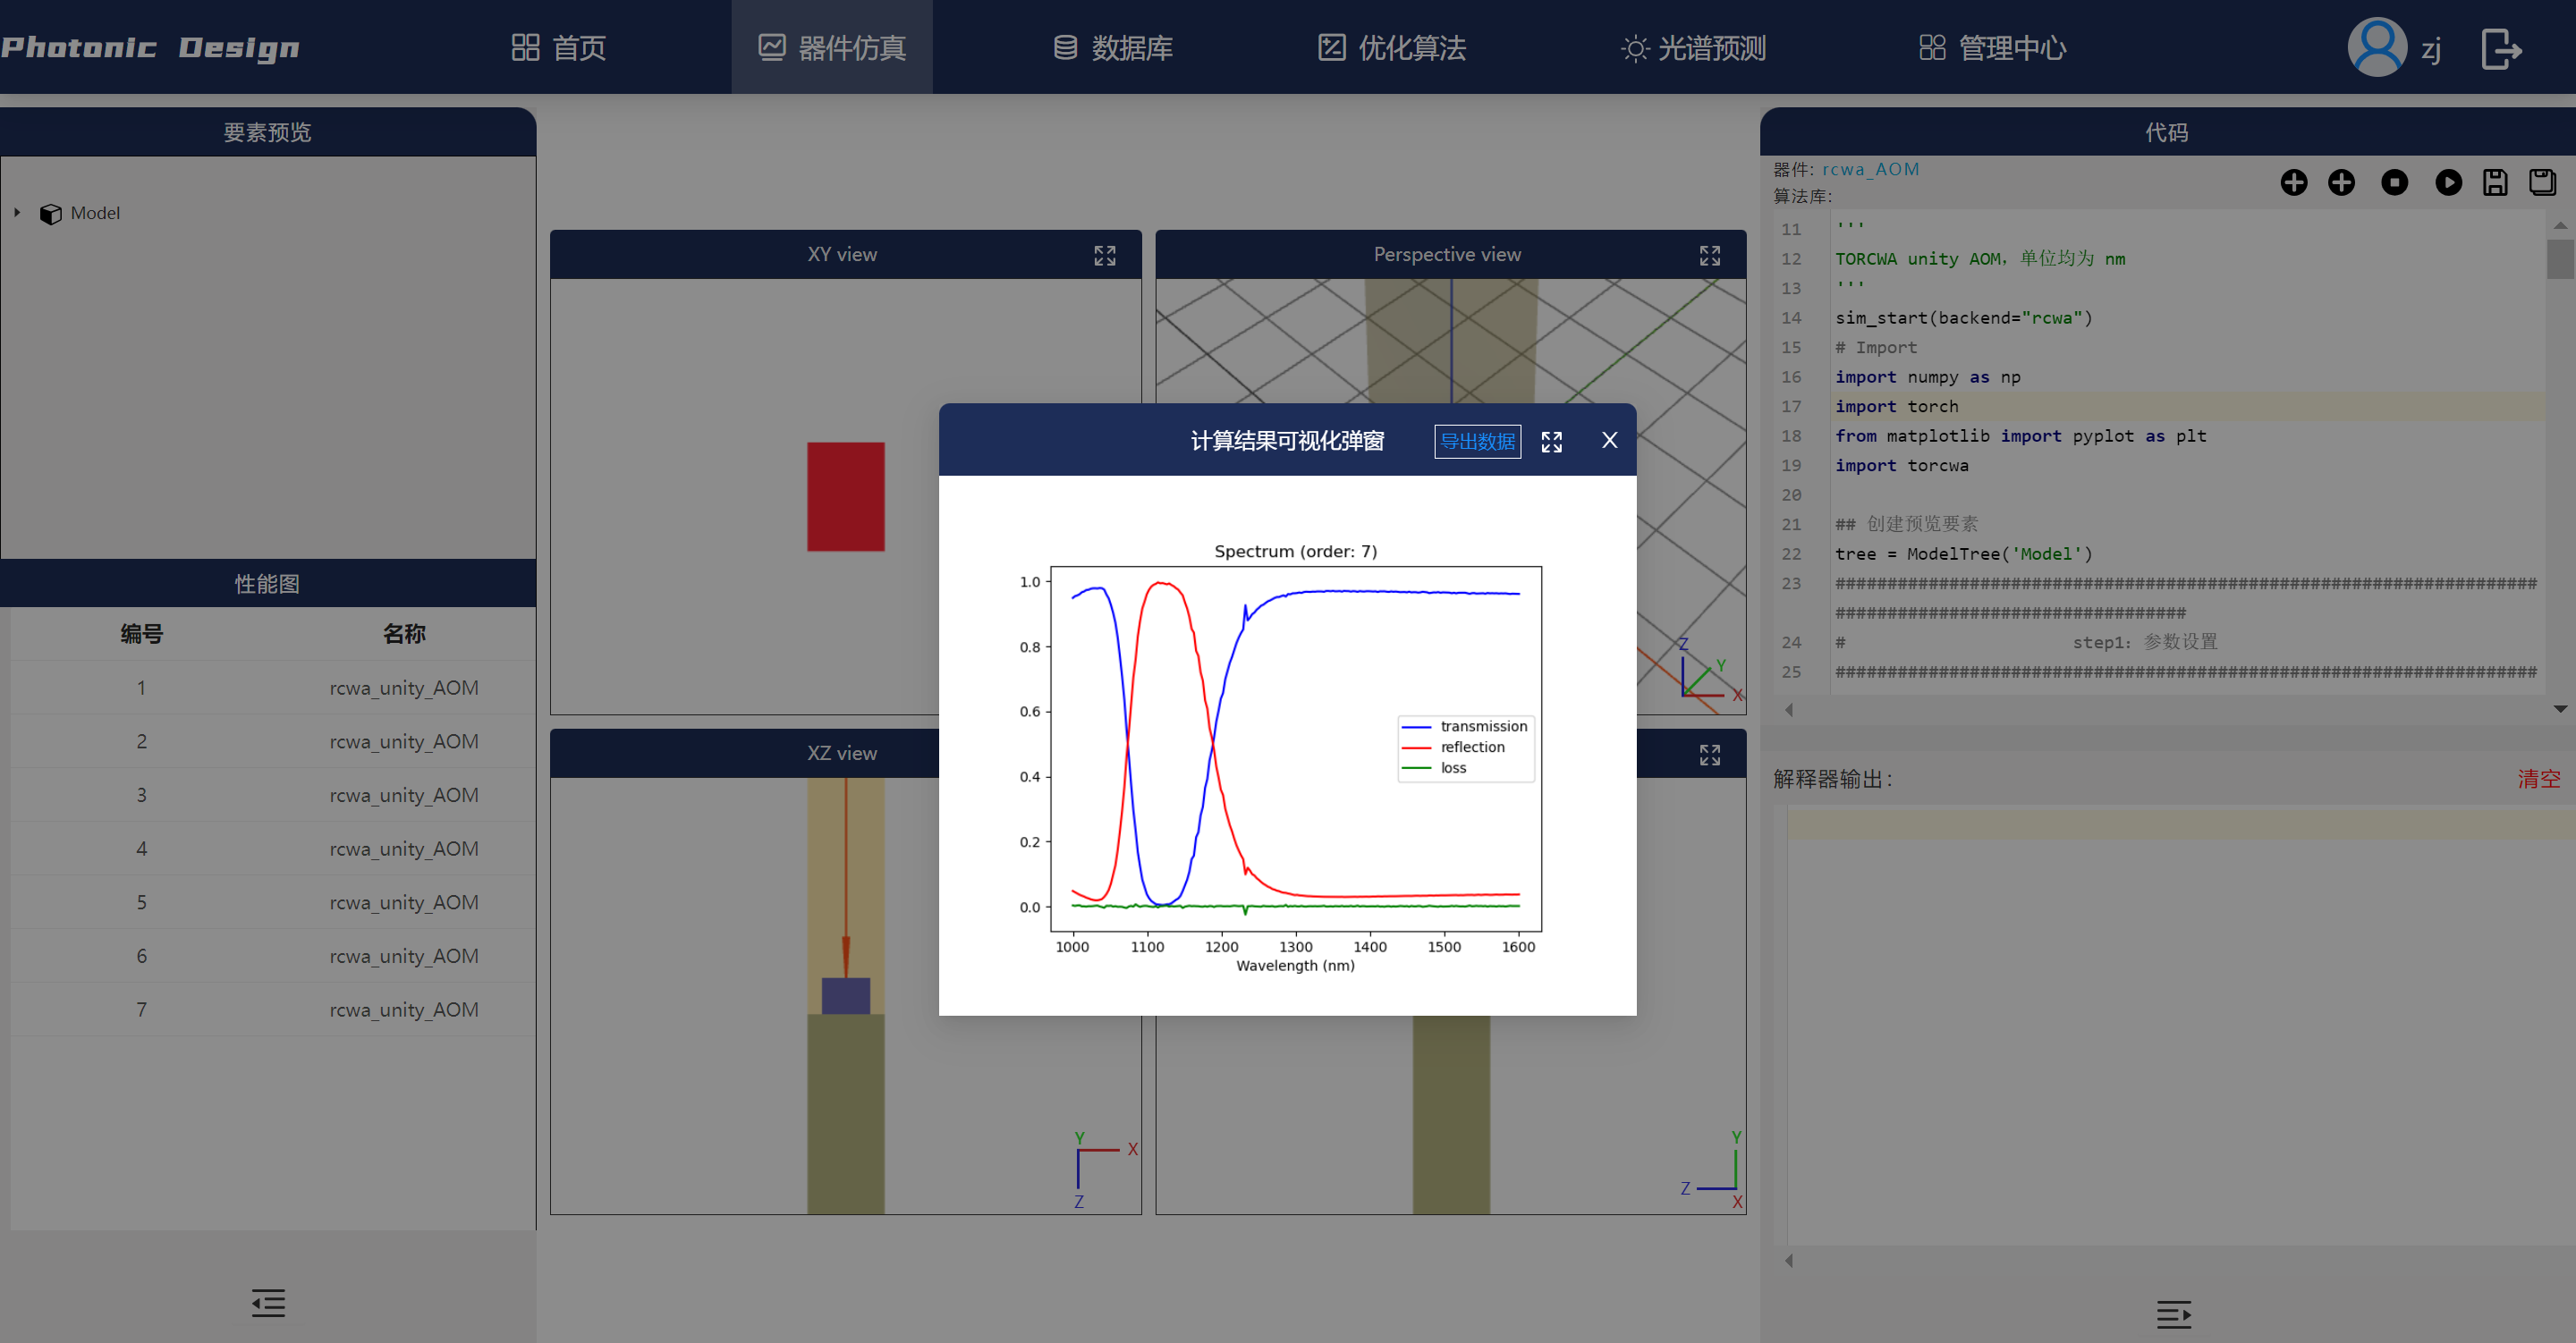 Photonic Design
首页
器件仿真
数据库
优化算法
光谱预测
管理中心
zj
要素预览
Model
性能图
编号 名称
1 rcwa_unity_AOM
2 rcwa_unity_AOM
3 rcwa_unity_AOM
4 rcwa_unity_AOM
5 rcwa_unity_AOM
6 rcwa_unity_AOM
7 rcwa_unity_AOM
XY view
Perspective view
Z
Y
X
XZ view
Y
X
Z
Y
Z
X
计算结果可视化弹窗
导出数据
X
Spectrum (order: 7)
1.0
0.8
0.6
0.4
0.2
0.0
transmission
reflection
loss
1000 1100 1200 1300 1400 1500 1600
Wavelength (nm)
代码
器件: rcwa_AOM
算法库:
11 '''
12 TORCWA unity AOM，单位均为 nm
13 '''
14 sim_start(backend="rcwa")
15 # Import
16 import numpy as np
17 import torch
18 from matplotlib import pyplot as plt
19 import torcwa
20
21 ## 创建预览要素
22 tree = ModelTree('Model')
23 ####################################################################
##################################
24 # step1：参数设置
25 ####################################################################
解释器输出:
清空